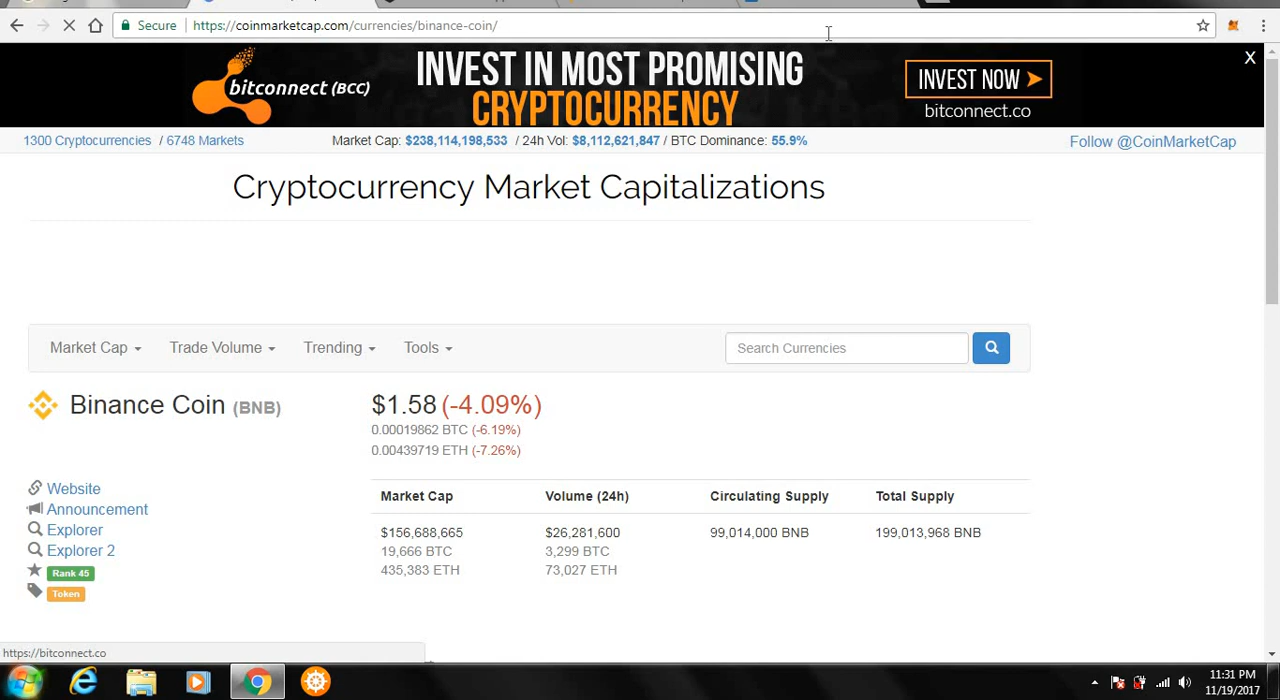 Secure https://coinmarketcap.com/currencies/binance-coin/
bitconnect (BCC)
INVEST IN MOST PROMISING
CRYPTOCURRENCY
INVEST NOW
bitconnect.co
X
1300 Cryptocurrencies / 6748 Markets Market Cap: $238,114,198,533 / 24h Vol: $8,112,621,847 / BTC Dominance: 55.9% Follow @CoinMarketCap
Cryptocurrency Market Capitalizations
Market Cap Trade Volume Trending Tools Search Currencies
Binance Coin (BNB) $1.58 (-4.09%)
0.00019862 BTC (-6.19%)
0.00439719 ETH (-7.26%)
Website
Announcement
Explorer
Explorer 2
Rank 45
Token
Market Cap Volume (24h) Circulating Supply Total Supply
$156,688,665 $26,281,600 99,014,000 BNB 199,013,968 BNB
19,666 BTC 3,299 BTC
435,383 ETH 73,027 ETH
https://bitconnect.co
11:31 PM
11/19/2017